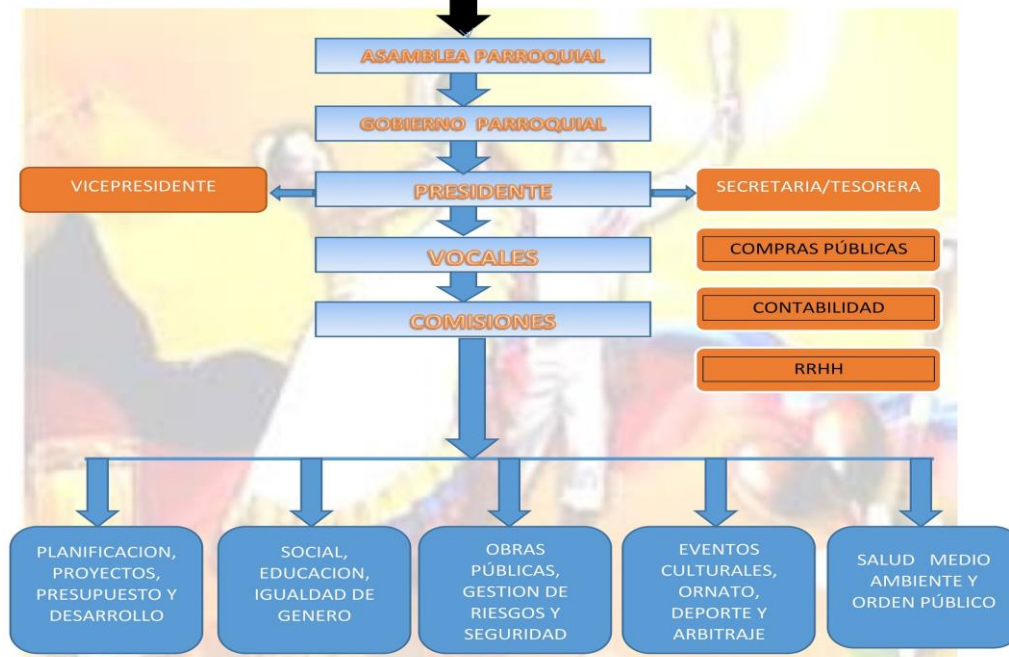 ASAMBLEA PARROQUIAL
GOBIERNO PARROQUIAL
VICEPRESIDENTE
PRESIDENTE
SECRETARIA/TESORERA
VOCALES
COMPRAS PÚBLICAS
COMISIONES
CONTABILIDAD
RRHH
PLANIFICACION,
PROYECTOS,
PRESUPUESTO Y
DESARROLLO
SOCIAL,
EDUCACION,
IGUALDAD DE
GENERO
OBRAS
PÚBLICAS,
GESTION DE
RIESGOS Y
SEGURIDAD
EVENTOS
CULTURALES,
ORNATO,
DEPORTE Y
ARBITRAJE
SALUD MEDIO
AMBIENTE Y
ORDEN PÚBLICO